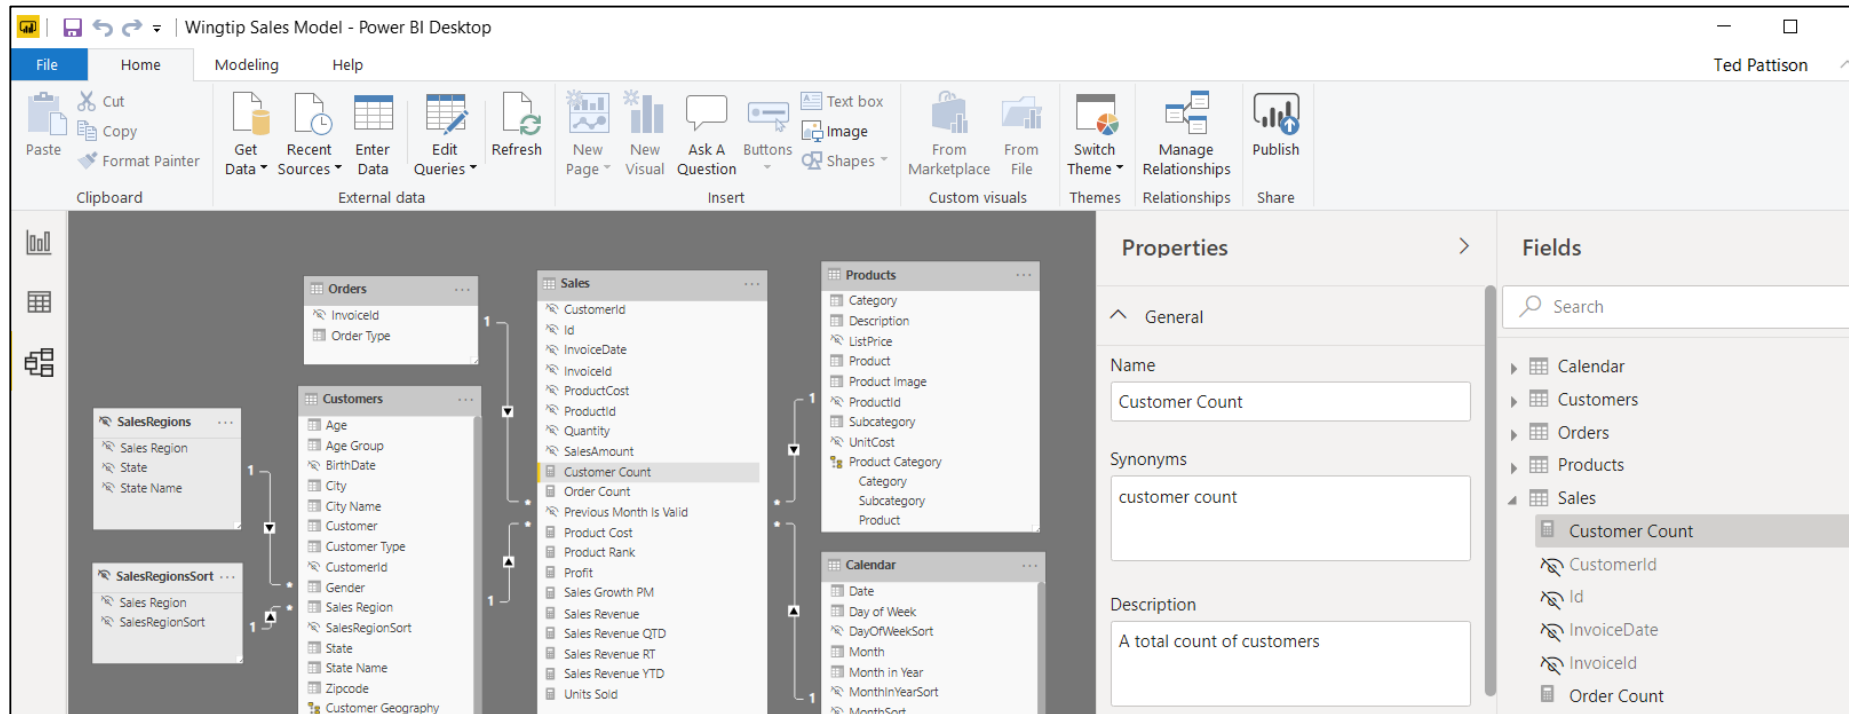 Wingtip Sales Model - Power BI Desktop
File
Home
Modeling
Help
Ted Pattison
Paste
Cut
Copy
Format Painter
Clipboard
Get Data
Recent Sources
Enter Data
Edit Queries
Refresh
External data
New Page
New Visual
Ask A Question
Buttons
Text box
Image
Shapes
Insert
From Marketplace
From File
Custom visuals
Switch Theme
Themes
Manage Relationships
Relationships
Publish
Share
SalesRegions
Sales Region
State
State Name
1
*
SalesRegionsSort
Sales Region
SalesRegionSort
1
*
Orders
InvoiceId
Order Type
1
*
Customers
Age
Age Group
BirthDate
City
City Name
Customer
Customer Type
CustomerId
Gender
Sales Region
SalesRegionSort
State
State Name
Zipcode
Customer Geography
1
*
Sales
CustomerId
Id
InvoiceDate
InvoiceId
ProductCost
ProductId
Quantity
SalesAmount
Customer Count
Order Count
Previous Month Is Valid
Product Cost
Product Rank
Profit
Sales Growth PM
Sales Revenue
Sales Revenue QTD
Sales Revenue RT
Sales Revenue YTD
Units Sold
1
*
*
1
Products
Category
Description
ListPrice
Product
Product Image
ProductId
Subcategory
UnitCost
Product Category
Category
Subcategory
Product
Calendar
Date
Day of Week
DayOfWeekSort
Month
Month in Year
MonthInYearSort
MonthSort
Properties
General
Name
Customer Count
Synonyms
customer count
Description
A total count of customers
Fields
Search
Calendar
Customers
Orders
Products
Sales
Customer Count
CustomerId
Id
InvoiceDate
InvoiceId
Order Count